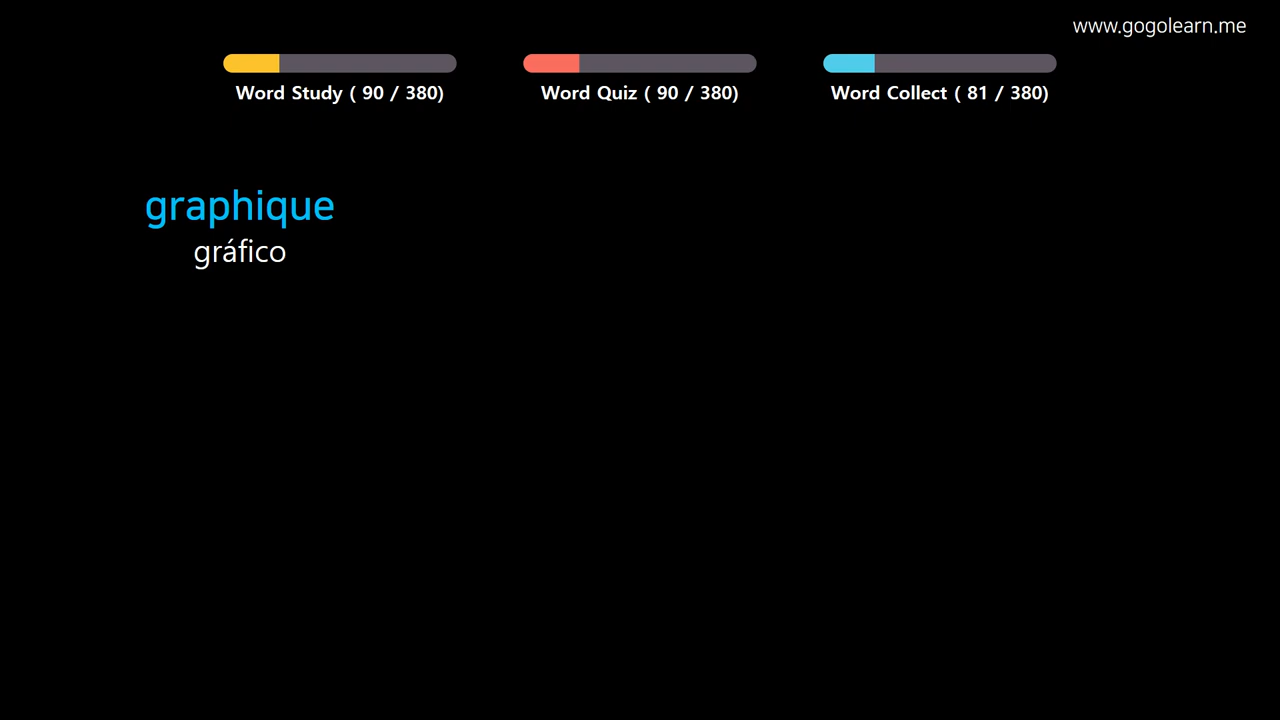 www.gogolearn.me
Word Study ( 90 / 380)
Word Quiz ( 90 / 380)
Word Collect ( 81 / 380)
graphique
gráfico